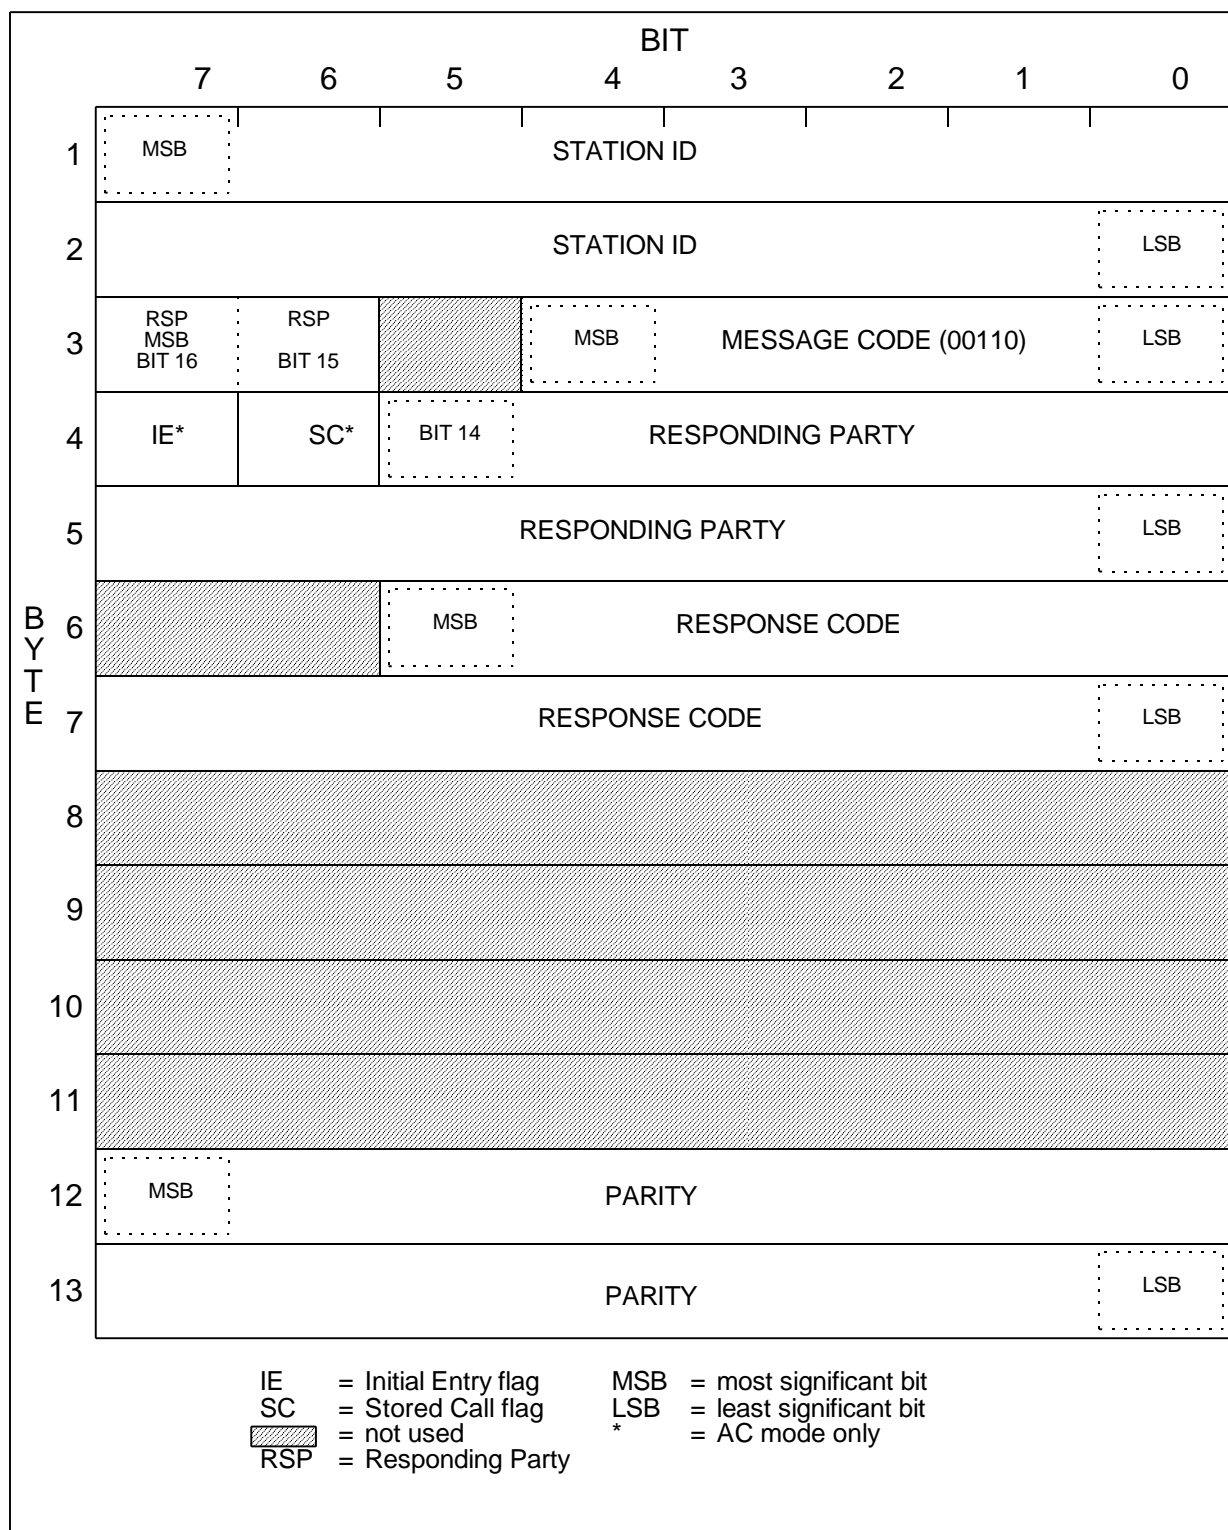 BIT
7 6 5 4 3 2 1 0
1 MSB STATION ID
2 STATION ID LSB
RSP MSB BIT 16 RSP BIT 15
3 MSB MESSAGE CODE (00110) LSB
4 IE* SC* BIT 14 RESPONDING PARTY
5 RESPONDING PARTY LSB
BYTE
6 MSB RESPONSE CODE
7 RESPONSE CODE LSB
8
9
10
11
12 MSB PARITY
13 PARITY LSB
IE = Initial Entry flag MSB = most significant bit
SC = Stored Call flag LSB = least significant bit
= not used * = AC mode only
RSP = Responding Party